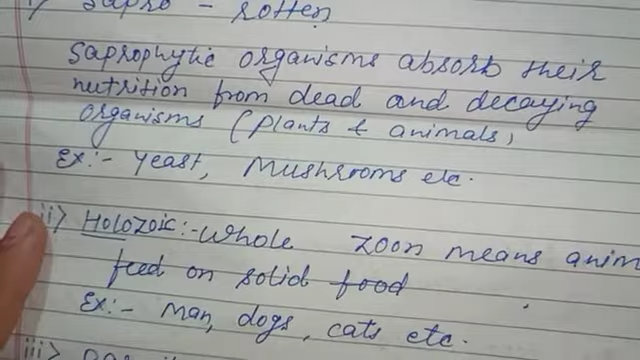 i) Sapro - rotten
Saprophytic organisms absorb their
nutrition from dead and decaying
organisms (plants & animals)
Ex:- Yeast, Mushrooms etc.
ii) Holozoic:- Whole zoon means anim
feed on solid food
Ex:- Man, dogs, cats etc.
iii)